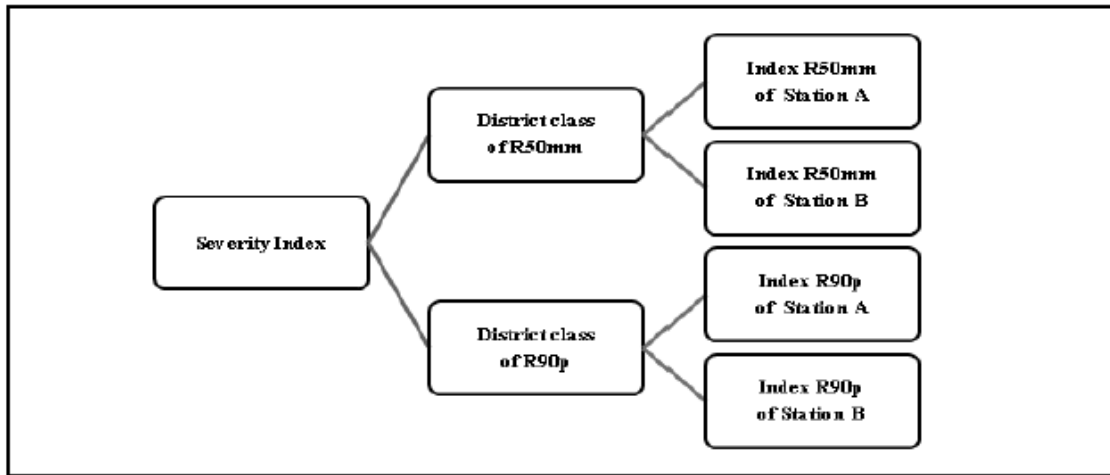 Index R50mm
of Station A
District class
of R50mm
Index R50mm
of Station B
Severity Index
Index R90p
of Station A
District class
of R90p
Index R90p
of Station B